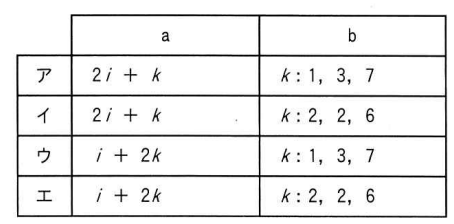 a b
ア 2i + k k:1, 3, 7
イ 2i + k k:2, 2, 6
ウ i + 2k k:1, 3, 7
エ i + 2k k:2, 2, 6